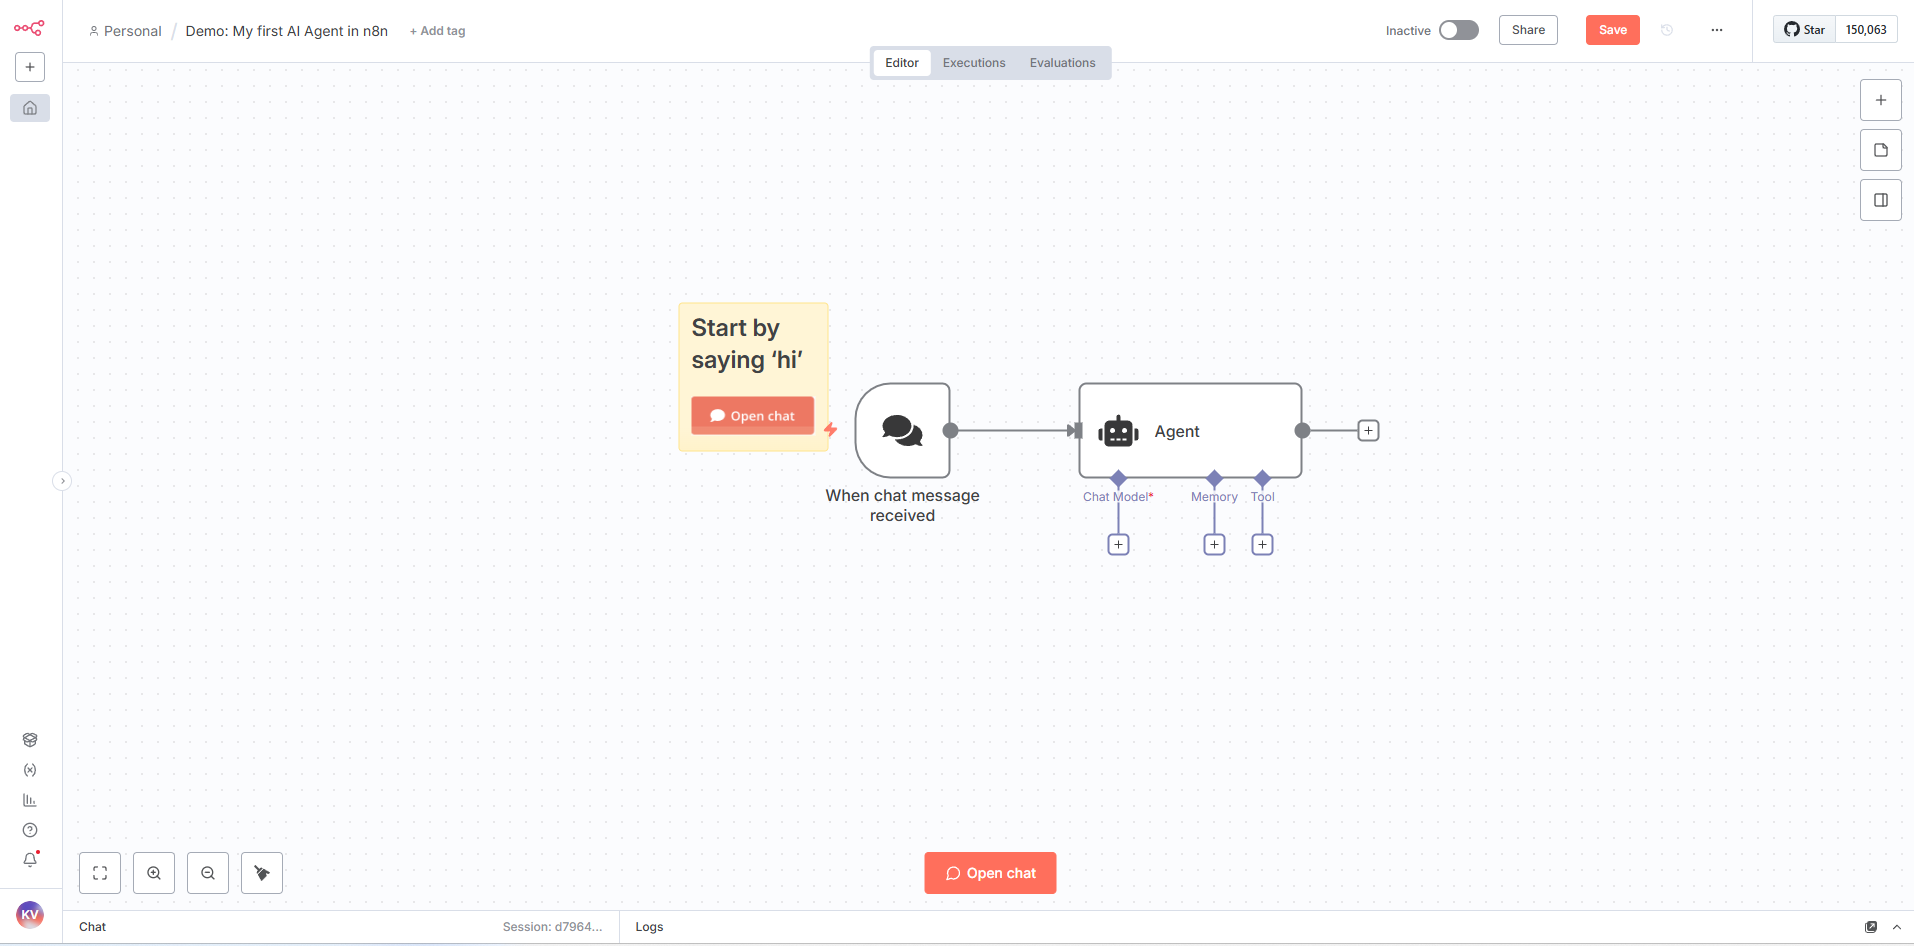 Personal / Demo: My first AI Agent in n8n + Add tag
Inactive
Share
Save
...
Star 150,063
Editor Executions Evaluations
Start by
saying ‘hi’
Open chat
When chat message
received
Agent
Chat Model*
Memory
Tool
Open chat
KV
Chat
Session: d7964...
Logs